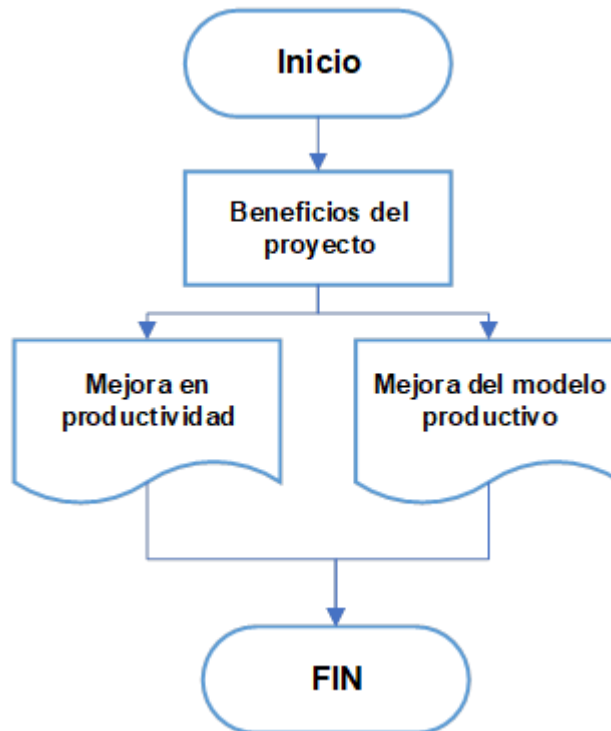 Inicio
Beneficios del
proyecto
Mejora en
productividad
Mejora del modelo
productivo
FIN